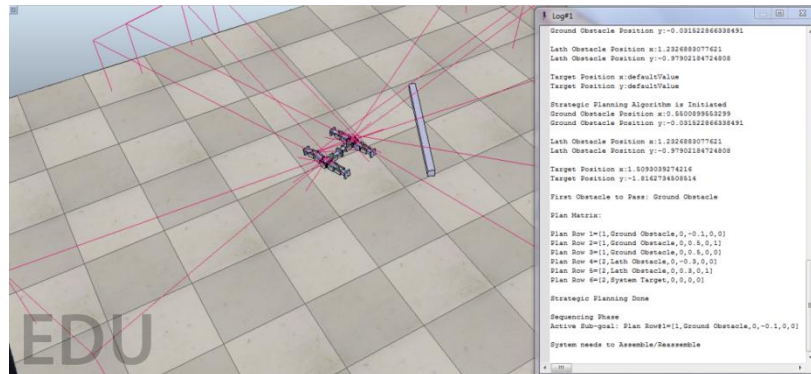 EDU
Log#1
Ground Obstacle Position y:-0.031522866338491
Lath Obstacle Position x:1.2326883077621
Lath Obstacle Position y:-0.97902184724808
Target Position x:defaultValue
Target Position y:defaultValue
Strategic Planning Algorithm is Initiated
Ground Obstacle Position x:0.5500899553299
Ground Obstacle Position y:-0.031522866338491
Lath Obstacle Position x:1.2326883077621
Lath Obstacle Position y:-0.97902184724808
Target Position x:1.5093039274216
Target Position y:-1.8162734508514
First Obstacle to Pass: Ground Obstacle
Plan Matrix:
Plan Row 1=[1,Ground Obstacle,0,-0.1,0,0]
Plan Row 2=[1,Ground Obstacle,0,0.5,0,1]
Plan Row 3=[1,Ground Obstacle,0,0.5,0,0]
Plan Row 4=[2,Lath Obstacle,0,-0.3,0,0]
Plan Row 5=[2,Lath Obstacle,0,0.3,0,1]
Plan Row 6=[2,System Target,0,0,0,0]
Strategic Planning Done
Sequencing Phase
Active Sub-goal: Plan Row#1=[1,Ground Obstacle,0,-0.1,0,0]
System needs to Assemble/Reassemble